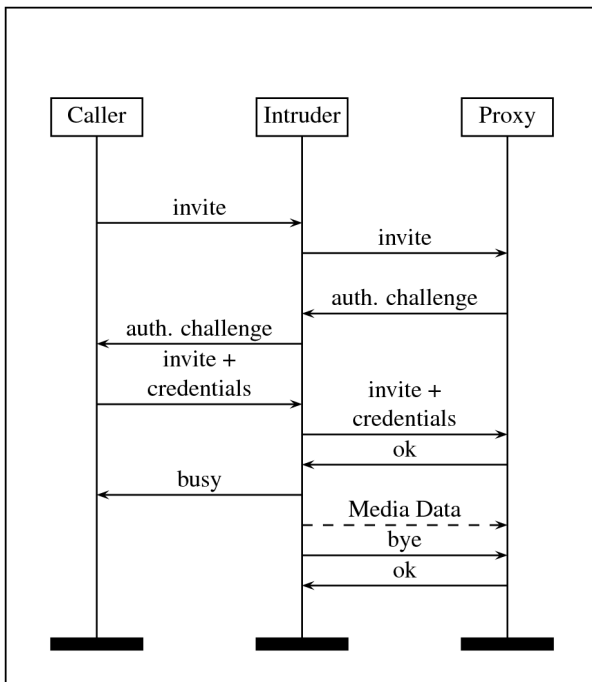 Caller
Intruder
Proxy
invite
invite
auth. challenge
auth. challenge
invite +
credentials
invite +
credentials
ok
busy
Media Data
bye
ok